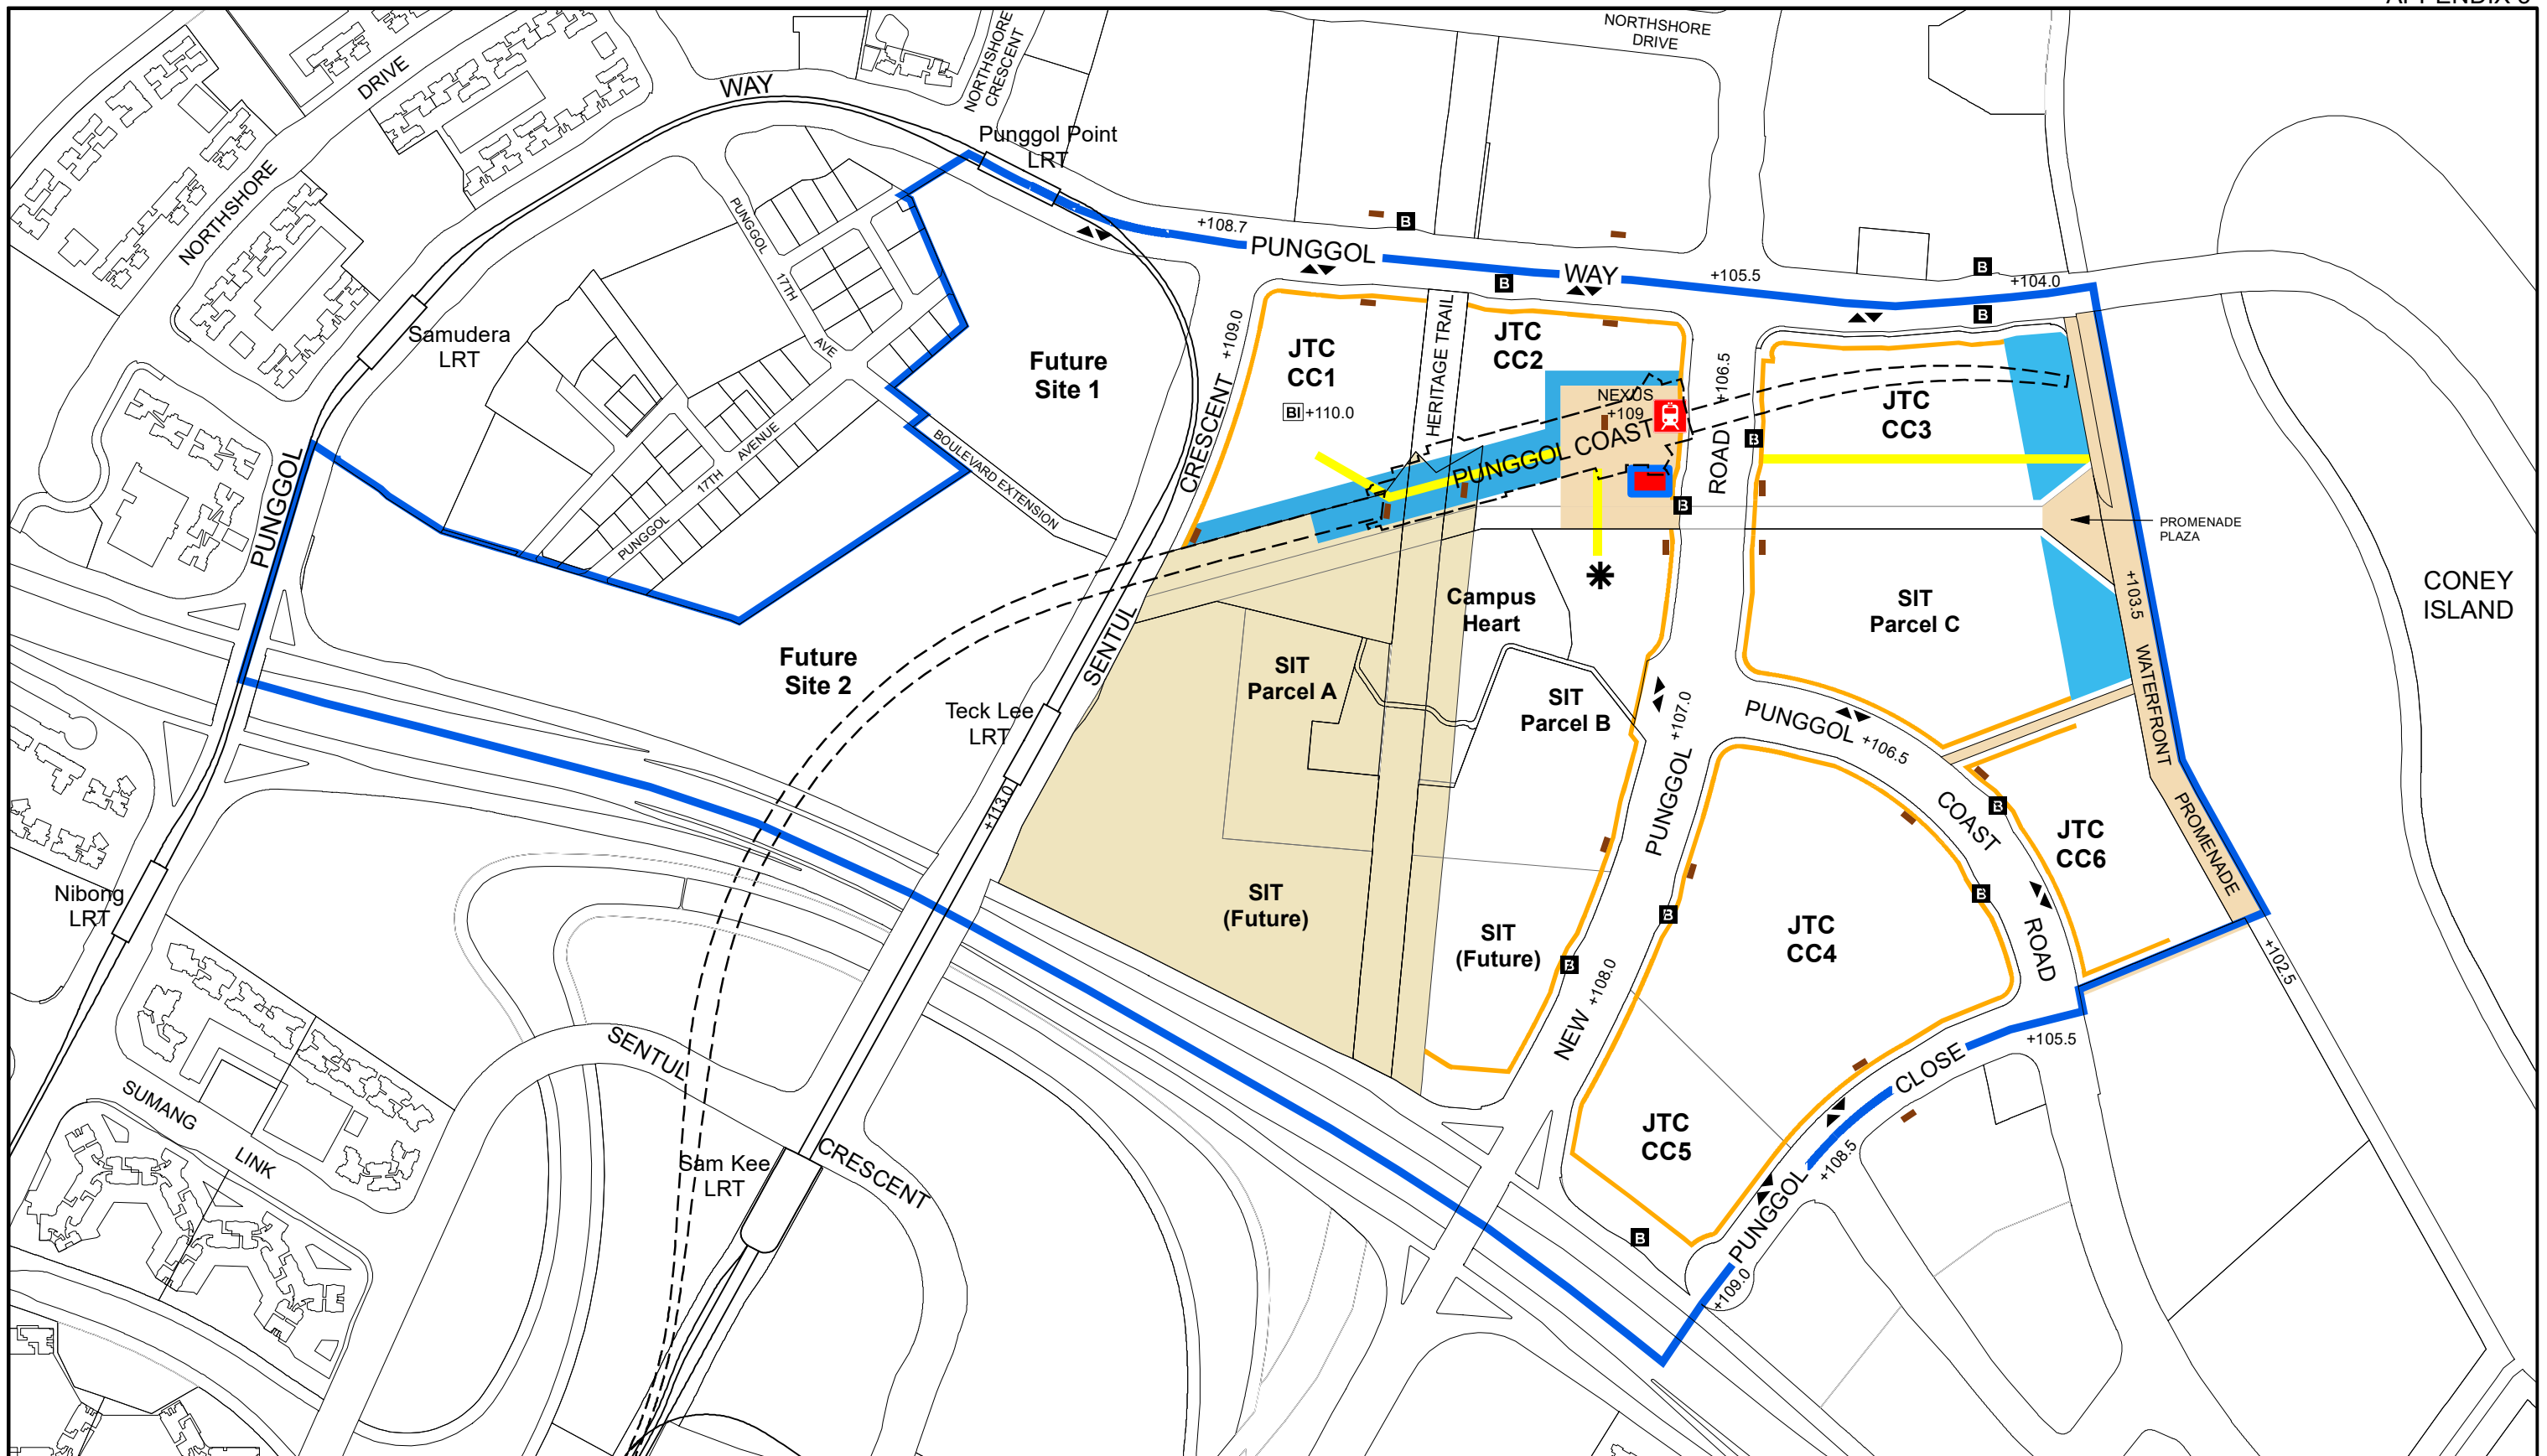 NORTHSHORE
DRIVE
NORTHSHORE
CRESCENT
DRIVE
WAY
Punggol Point
LRT
NORTHSHORE
+108.7
PUNGGOL
WAY
+105.5
+104.0
B
B
B
B
PUNGGOL
17TH
AVE
Samudera
LRT
Future
Site 1
+109.0
CRESCENT
JTC
CC1
BI +110.0
HERITAGE TRAIL
JTC
CC2
NEXUS
+109
PUNGGOL COAST
+106.5
ROAD
B
B
JTC
CC3
PUNGGOL
17TH
AVENUE
BOULEVARD EXTENSION
PUNGGOL
PROMENADE
PLAZA
CONEY
ISLAND
+103.5
WATERFRONT
PROMENADE
Campus
Heart
SIT
Parcel C
SENTUL
SIT
Parcel A
SIT
Parcel B
Future
Site 2
Teck Lee
LRT
+113.0
+107.0
PUNGGOL
PUNGGOL
+106.5
COAST
ROAD
B
B
B
B
B
JTC
CC6
Nibong
LRT
SIT
(Future)
SIT
(Future)
JTC
CC4
NEW
+108.0
+102.5
+105.5
CLOSE
PUNGGOL
+108.5
+109.0
JTC
CC5
SENTUL
CRESCENT
SUMANG
LINK
Sam Kee
LRT